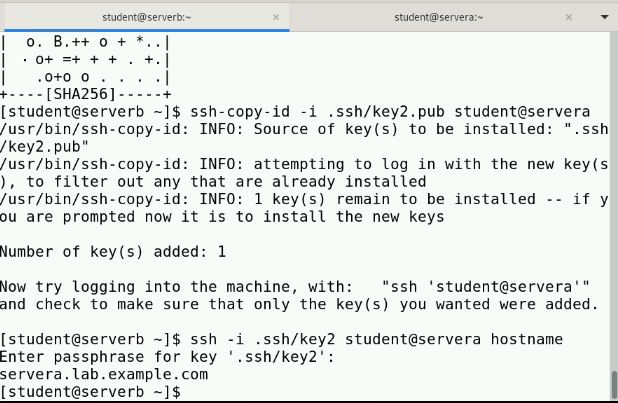 student@serverb:~ × student@servera:~ ×
|  o. B.++ o + *..|
| · o+ =+ + + . +.|
|   .o+o o . . . .|
+----[SHA256]-----+
[student@serverb ~]$ ssh-copy-id -i .ssh/key2.pub student@servera
/usr/bin/ssh-copy-id: INFO: Source of key(s) to be installed: ".ssh
/key2.pub"
/usr/bin/ssh-copy-id: INFO: attempting to log in with the new key(s
), to filter out any that are already installed
/usr/bin/ssh-copy-id: INFO: 1 key(s) remain to be installed -- if y
ou are prompted now it is to install the new keys
Number of key(s) added: 1
Now try logging into the machine, with:   "ssh 'student@servera'"
and check to make sure that only the key(s) you wanted were added.
[student@serverb ~]$ ssh -i .ssh/key2 student@servera hostname
Enter passphrase for key '.ssh/key2':
servera.lab.example.com
[student@serverb ~]$